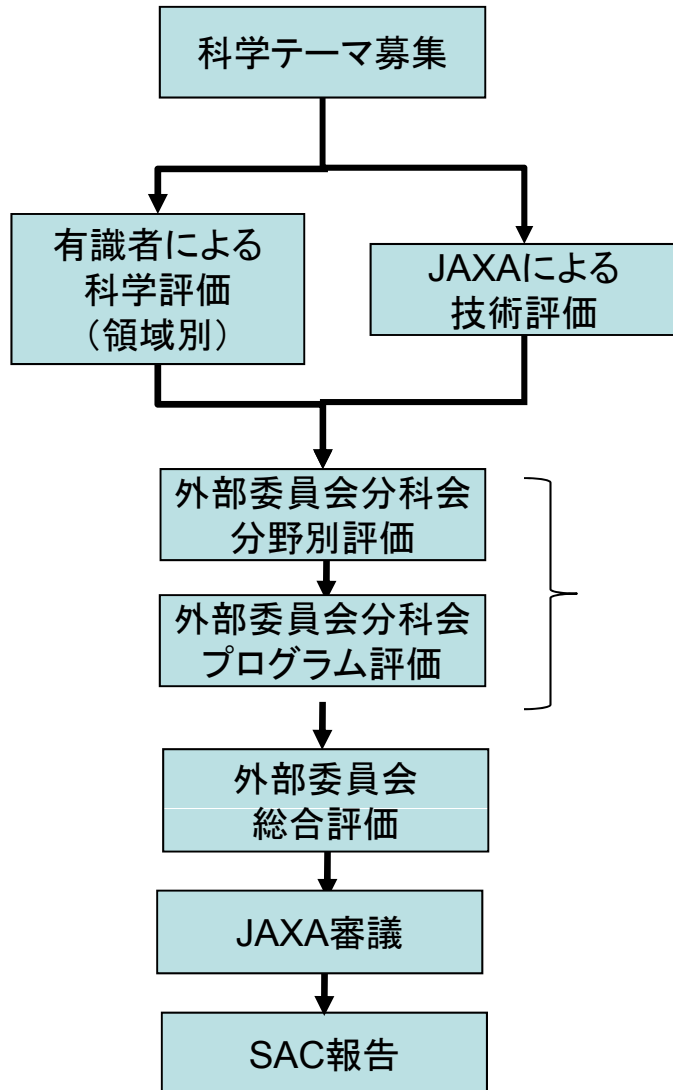 科学テーマ募集
有識者による
科学評価
（領域別）
JAXAによる
技術評価
外部委員会分科会
分野別評価
外部委員会分科会
プログラム評価
外部委員会
総合評価
JAXA審議
SAC報告